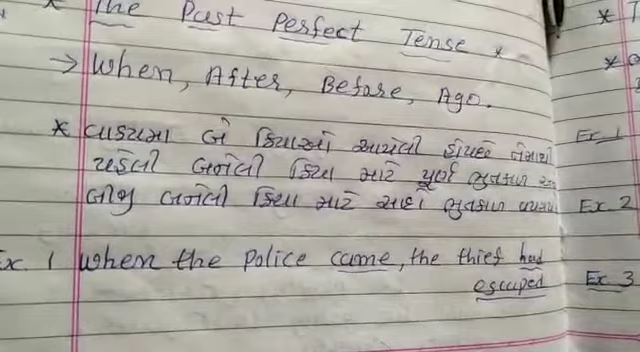 * The Past Perfect Tense *
→ When, After, Before, Ago.
* વાક્યમા બે ક્રિયાઓ આવેલી હોય તેમાથી
પહેલી બનેલી ક્રિયા માટે પૂર્ણ ભુતકાળ
બીજી બનેલી ક્રિયા માટે સાદો ભુતકાળ વપરાય
Ex. 1 When the Police came, the thief had
escaped
Ex 1
Ex 2
Ex 3